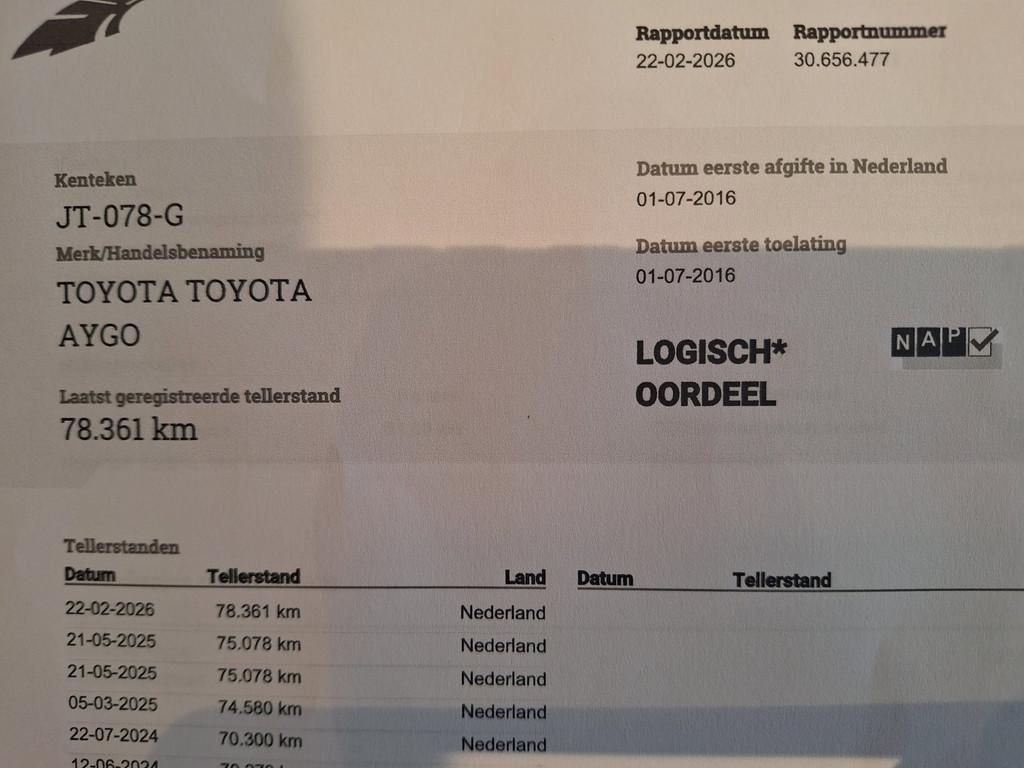 Rapportdatum Rapportnummer
22-02-2026 30.656.477
Kenteken
JT-078-G
Merk/Handelsbenaming
TOYOTA TOYOTA
AYGO
Laatst geregistreerde tellerstand
78.361 km
Datum eerste afgifte in Nederland
01-07-2016
Datum eerste toelating
01-07-2016
LOGISCH*
OORDEEL
NAP
Tellerstanden
Datum Tellerstand Land Datum Tellerstand
22-02-2026 78.361 km Nederland
21-05-2025 75.078 km Nederland
21-05-2025 75.078 km Nederland
05-03-2025 74.580 km Nederland
22-07-2024 70.300 km Nederland
12-06-2024